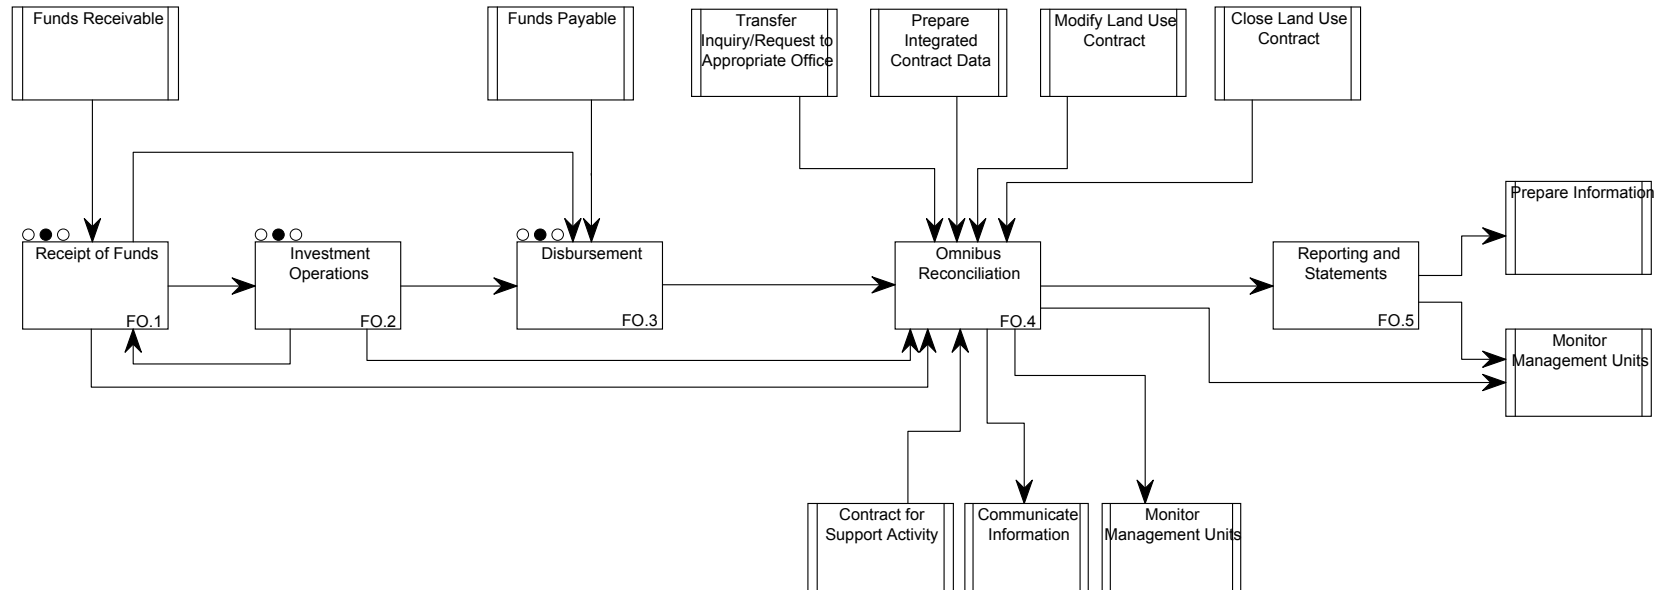 Funds Receivable
Funds Payable
Transfer
Inquiry/Request to
Appropriate Office
Prepare
Integrated
Contract Data
Modify Land Use
Contract
Close Land Use
Contract
Prepare Information
Receipt of Funds
FO.1
Investment
Operations
FO.2
Disbursement
FO.3
Omnibus
Reconciliation
FO.4
Reporting and
Statements
FO.5
Monitor
Management Units
Contract for
Support Activity
Communicate
Information
Monitor
Management Units